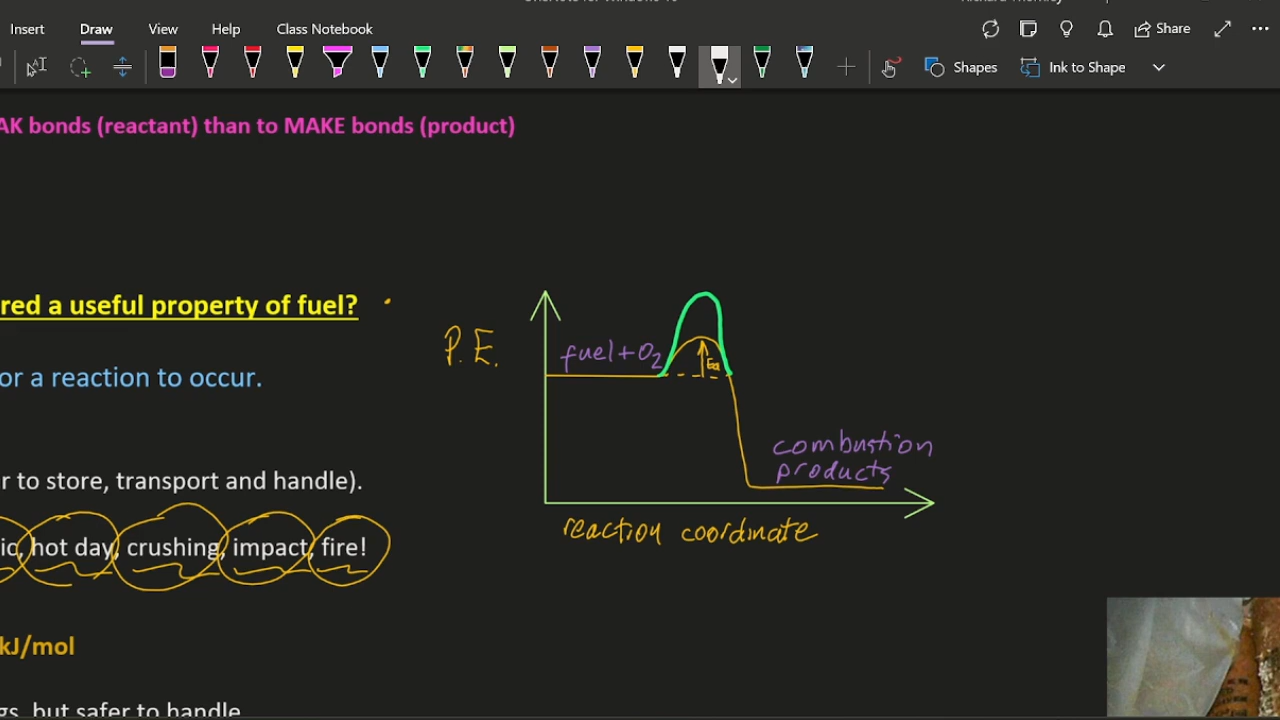 Insert Draw View Help Class Notebook
Share
Shapes Ink to Shape
AK bonds (reactant) than to MAKE bonds (product)
red a useful property of fuel?
P.E.
fuel + O2
Ea
or a reaction to occur.
combustion
products
r to store, transport and handle).
reaction coordinate
ic, hot day, crushing, impact, fire!
kJ/mol
gs, but safer to handle